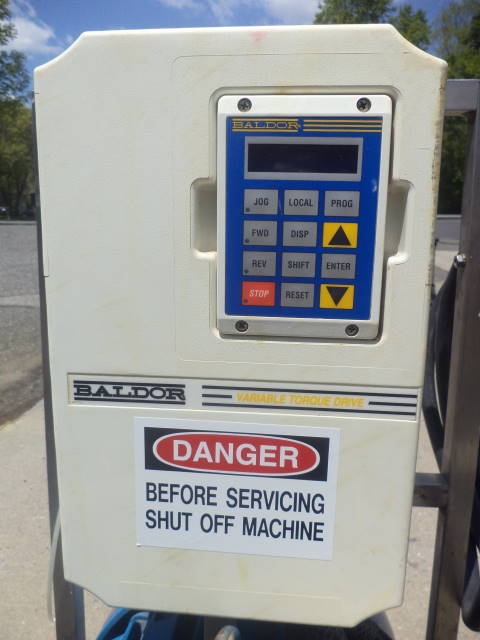 BALDOR
JOG LOCAL PROG
FWD DISP
REV SHIFT ENTER
STOP RESET
BALDOR VARIABLE TORQUE DRIVE
DANGER
BEFORE SERVICING
SHUT OFF MACHINE